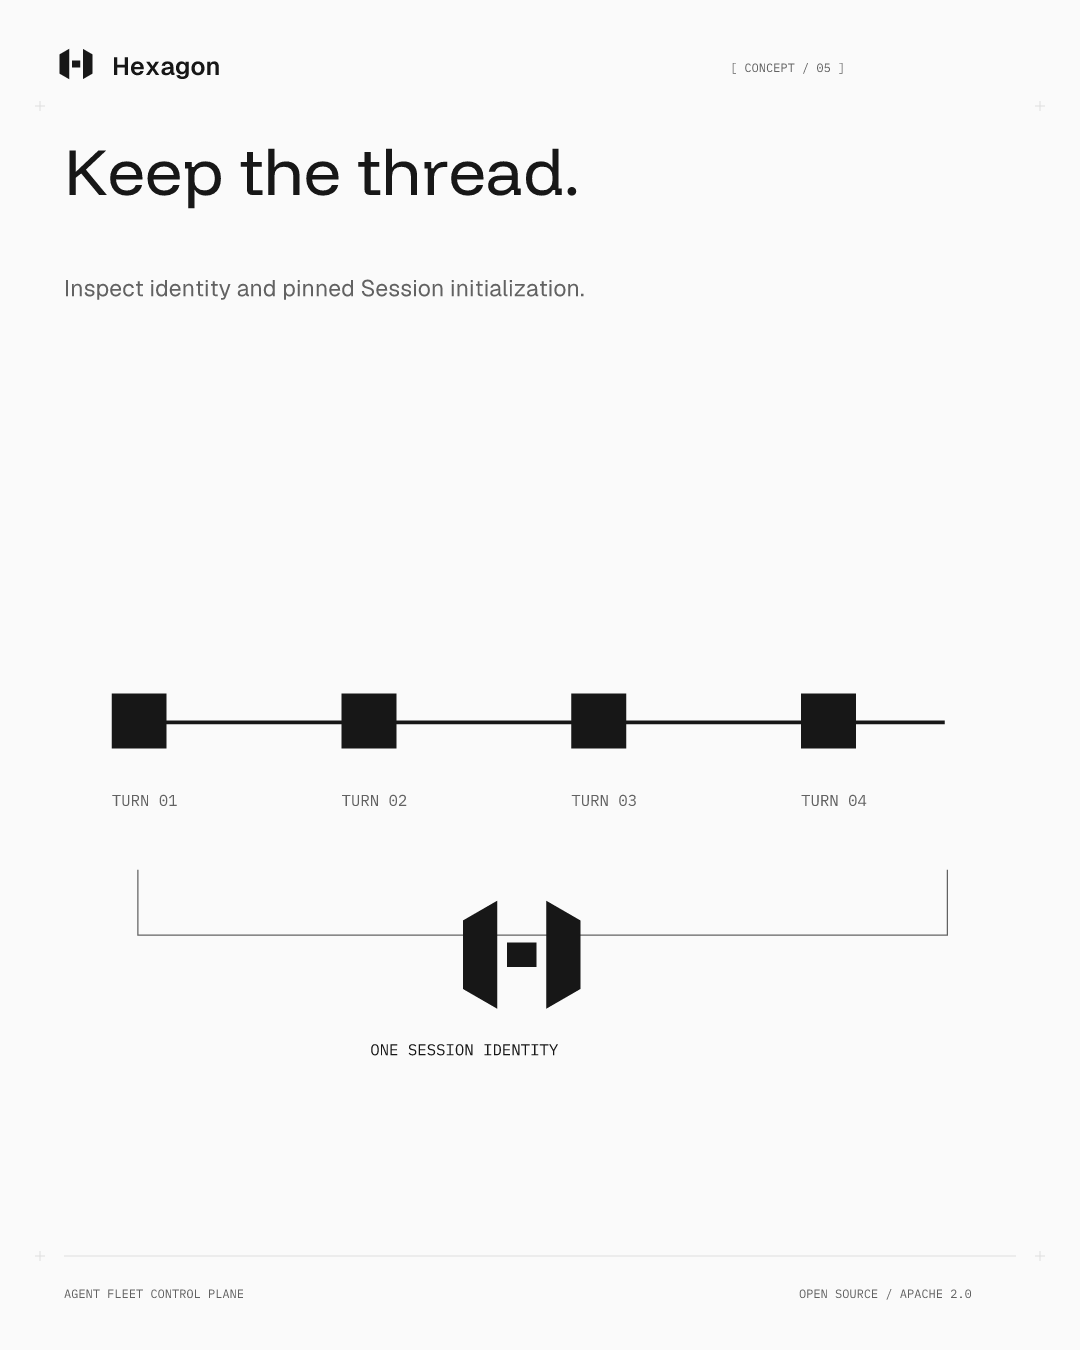 Hexagon
[ CONCEPT / 05 ]
Keep the thread.
Inspect identity and pinned Session initialization.
TURN 01
TURN 02
TURN 03
TURN 04
ONE SESSION IDENTITY
AGENT FLEET CONTROL PLANE
OPEN SOURCE / APACHE 2.0